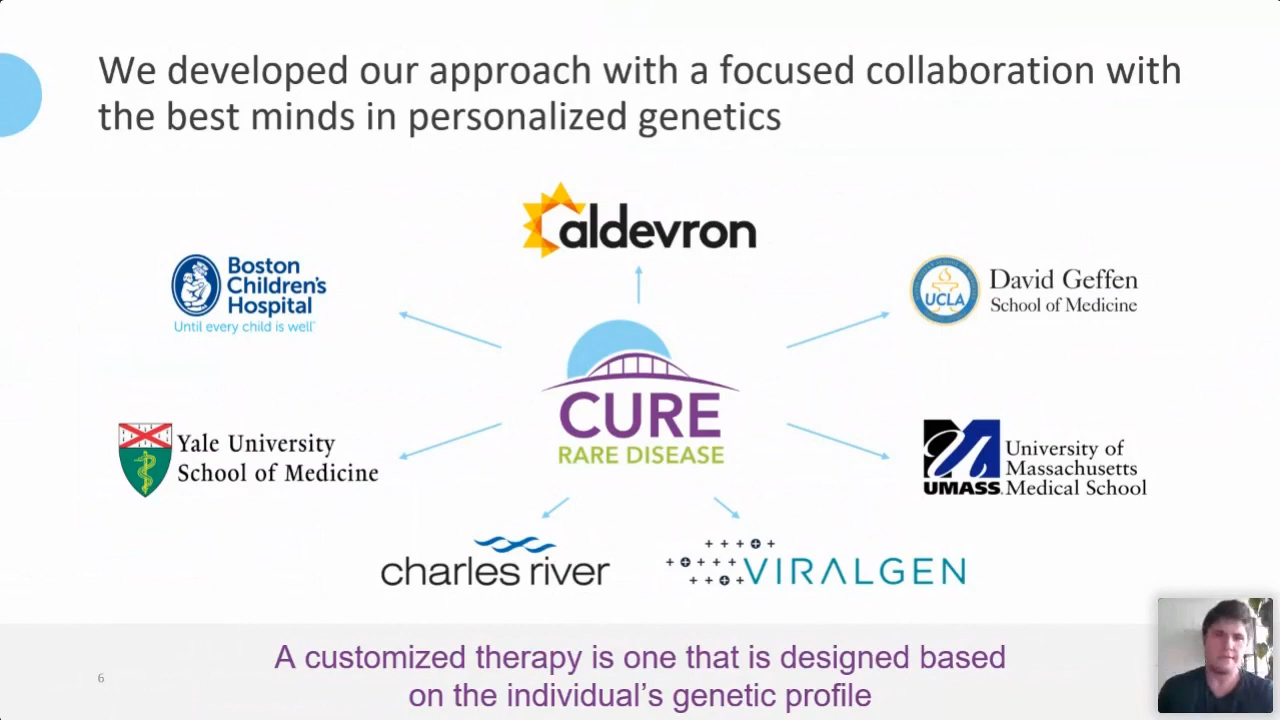 We developed our approach with a focused collaboration with
the best minds in personalized genetics
aldevron
Boston
Children's
Hospital
Until every child is well™
UCLA
David Geffen
School of Medicine
CURE
RARE DISEASE
Yale University
School of Medicine
UMASS.
University of
Massachusetts
Medical School
charles river
VIRALGEN
A customized therapy is one that is designed based
on the individual's genetic profile
6